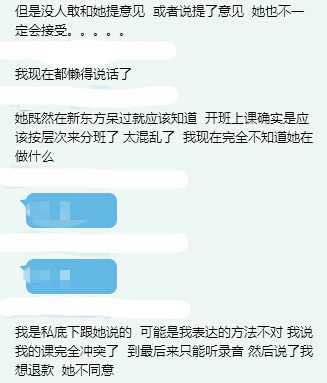 但是没人敢和她提意见  或者说提了意见  她也不一
定会接受。。。。。
我现在都懒得说话了
她既然在新东方呆过就应该知道  开班上课确实是应
该按层次来分班了 太混乱了  我现在完全不知道她在
做什么
我是私底下跟她说的  可能是我表达的方法不对 我说
我的课完全冲突了  到最后来只能听录音 然后说了我
想退款  她不同意